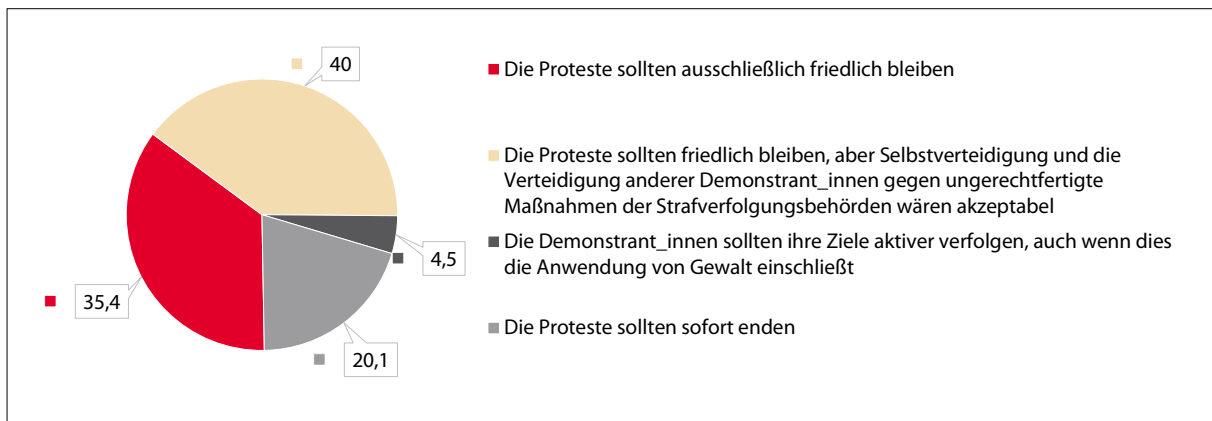 40
Die Proteste sollten ausschließlich friedlich bleiben
Die Proteste sollten friedlich bleiben, aber Selbstverteidigung und die
Verteidigung anderer Demonstrant_innen gegen ungerechtfertigte
Maßnahmen der Strafverfolgungsbehörden wären akzeptabel
4,5
Die Demonstrant_innen sollten ihre Ziele aktiver verfolgen, auch wenn dies
die Anwendung von Gewalt einschließt
35,4
Die Proteste sollten sofort enden
20,1